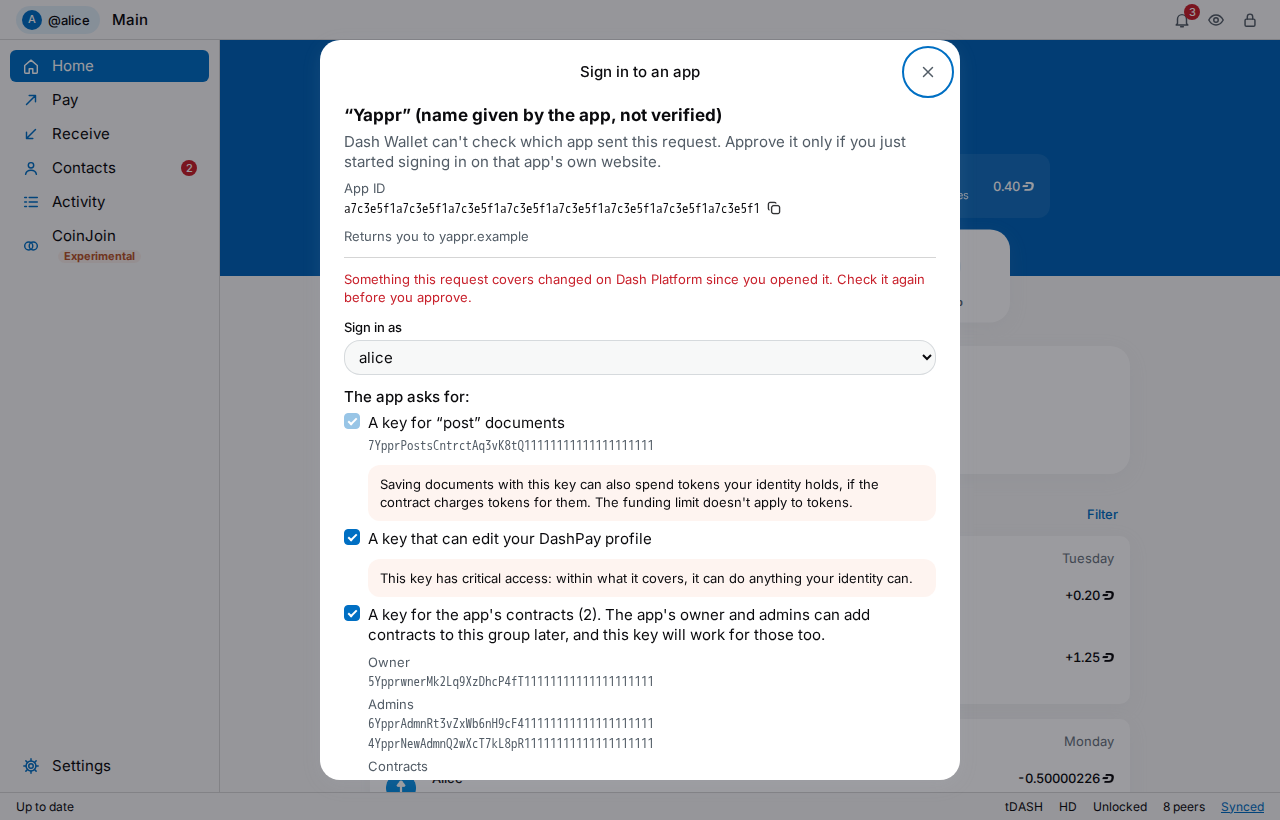 A @alice Main 3
Home
Pay
Receive
Contacts 2
Activity
CoinJoin
Experimental
Settings
Sign in to an app
“Yappr” (name given by the app, not verified)
Dash Wallet can't check which app sent this request. Approve it only if you just
started signing in on that app's own website.
App ID
a7c3e5f1a7c3e5f1a7c3e5f1a7c3e5f1a7c3e5f1a7c3e5f1a7c3e5f1a7c3e5f1
Returns you to yappr.example
Something this request covers changed on Dash Platform since you opened it. Check it again
before you approve.
Sign in as
alice
The app asks for:
A key for “post” documents
7YpprPostsCntrctAq3vK8tQ11111111111111111111
Saving documents with this key can also spend tokens your identity holds, if the
contract charges tokens for them. The funding limit doesn't apply to tokens.
A key that can edit your DashPay profile
This key has critical access: within what it covers, it can do anything your identity can.
A key for the app's contracts (2). The app's owner and admins can add
contracts to this group later, and this key will work for those too.
Owner
5YpprwnerMk2Lq9XzDhcP4fT11111111111111111111
Admins
6YpprAdmnRt3vZxWb6nH9cF411111111111111111111
4YpprNewAdmnQ2wXcT7kL8pR11111111111111111111
Contracts
0.40
Filter
Tuesday
+0.20
+1.25
Monday
-0.50000226
Up to date
tDASH HD Unlocked 8 peers Synced